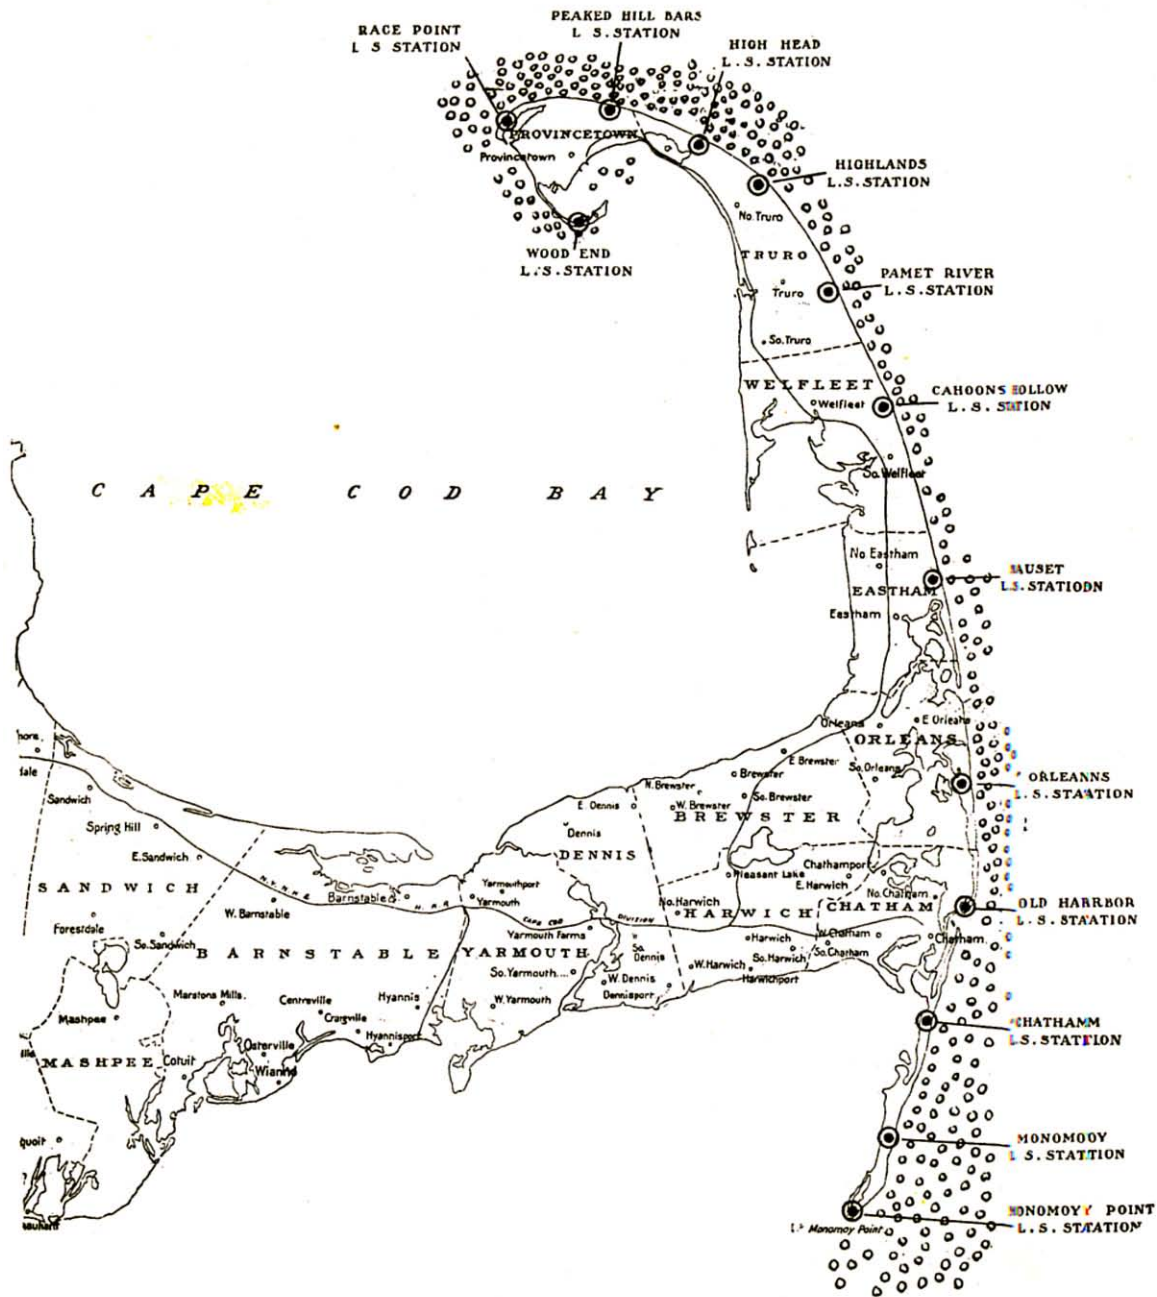 RACE POINT
L S STATION
PEAKED HILL BARS
L S. STATION
HIGH HEAD
L.S. STATION
PROVINCETOWN
Provincetown
HIGHLANDS
L.S. STATION
No. Truro
WOOD END
L.S. STATION
TRURO
Truro
PAMET RIVER
L.S. STATION
So. Truro
WELFLEET
Welfleet
CAHOONS HOLLOW
L.S. STATION
So. Welfleet
CAPE COD BAY
No. Eastham
EASTHAM
Eastham
NAUSET
L.S. STATIODN
Orleans
E Orleans
ORLEANS
So. Orleans
ORLEANNS
L.S. STAATION
E Brewster
Brewster
N. Brewster
W. Brewster
So. Brewster
BREWSTER
E Dennis
Dennis
DENNIS
Sandwich
Spring Hill
E. Sandwich
SANDWICH
Forestdale
So. Sandwich
N.Y. N.H. & H. R.R.
CAPE COD DIVISION
Barnstable
W. Barnstable
BARNSTABLE
Yarmouthport
Yarmouth
Yarmouth Farms
YARMOUTH
So. Yarmouth
W. Yarmouth
So. Dennis
W. Dennis
Dennisport
Pleasant Lake
Chathamport
E. Harwich
No. Harwich
HARWICH
No. Chatham
CHATHAM
W. Chatham
So. Chatham
Chatham
Harwich
So. Harwich
W. Harwich
Harwichport
OLD HARRBOR
L.S. STAATION
Marstons Mills.
Centreville
Craigville
Hyannis
Hyannisport
Osterville
Wianno
Mashpee
MASHPEE
Cotuit
quoit
CHATHAMM
L.S. STATTION
MONOMOOY
L.S. STATTION
MONOMOYY POINT
L.S. STAATION
Monomoy Point